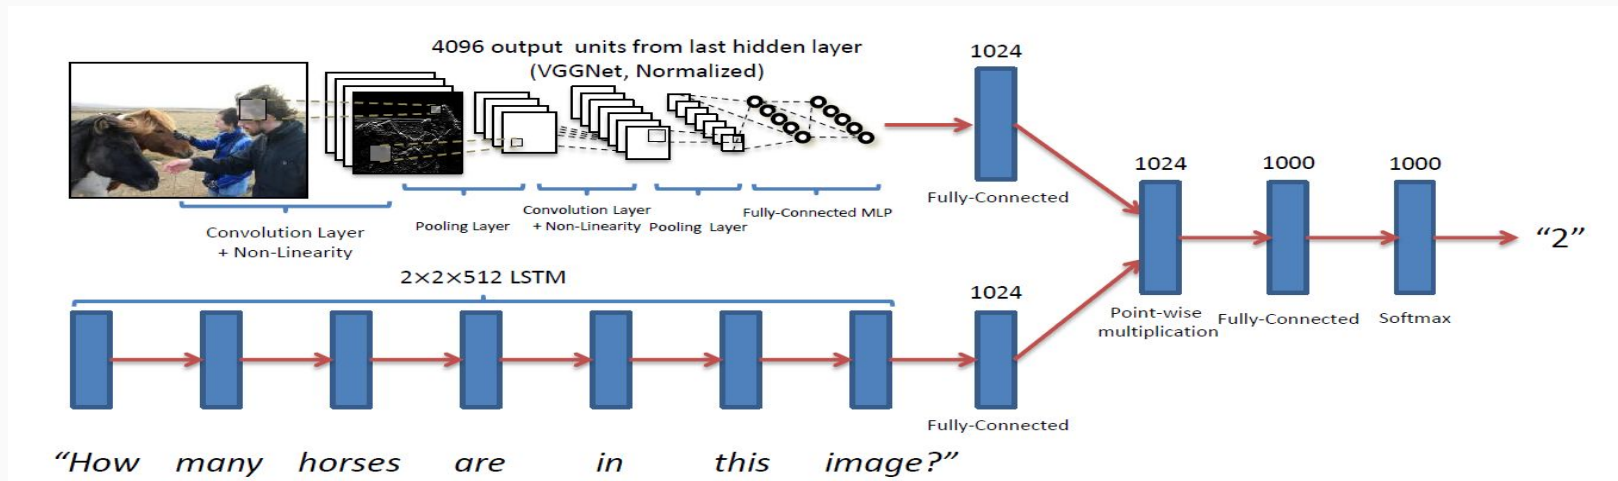 4096 output units from last hidden layer
(VGGNet, Normalized)
1024
Fully-Connected
Convolution Layer
+ Non-Linearity
Pooling Layer
Convolution Layer
+ Non-Linearity
Pooling Layer
Fully-Connected MLP
2×2×512 LSTM
1024
Fully-Connected
1024
Point-wise
multiplication
1000
Fully-Connected
1000
Softmax
“2”
“How many horses are in this image?”